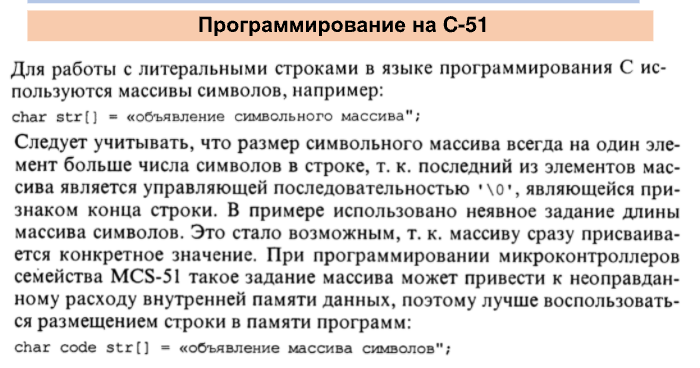 Программирование на С-51
Для работы с литеральными строками в языке программирования С ис-
пользуются массивы символов, например:
char str[] = «объявление символьного массива";
Следует учитывать, что размер символьного массива всегда на один эле-
мент больше числа символов в строке, т. к. последний из элементов мас-
сива является управляющей последовательностью '\0', являющейся при-
знаком конца строки. В примере использовано неявное задание длины
массива символов. Это стало возможным, т. к. массиву сразу присваива-
ется конкретное значение. При программировании микроконтроллеров
семейства MCS-51 такое задание массива может привести к неоправдан-
ному расходу внутренней памяти данных, поэтому лучше воспользовать-
ся размещением строки в памяти программ:
char code str[] = «объявление массива символов";